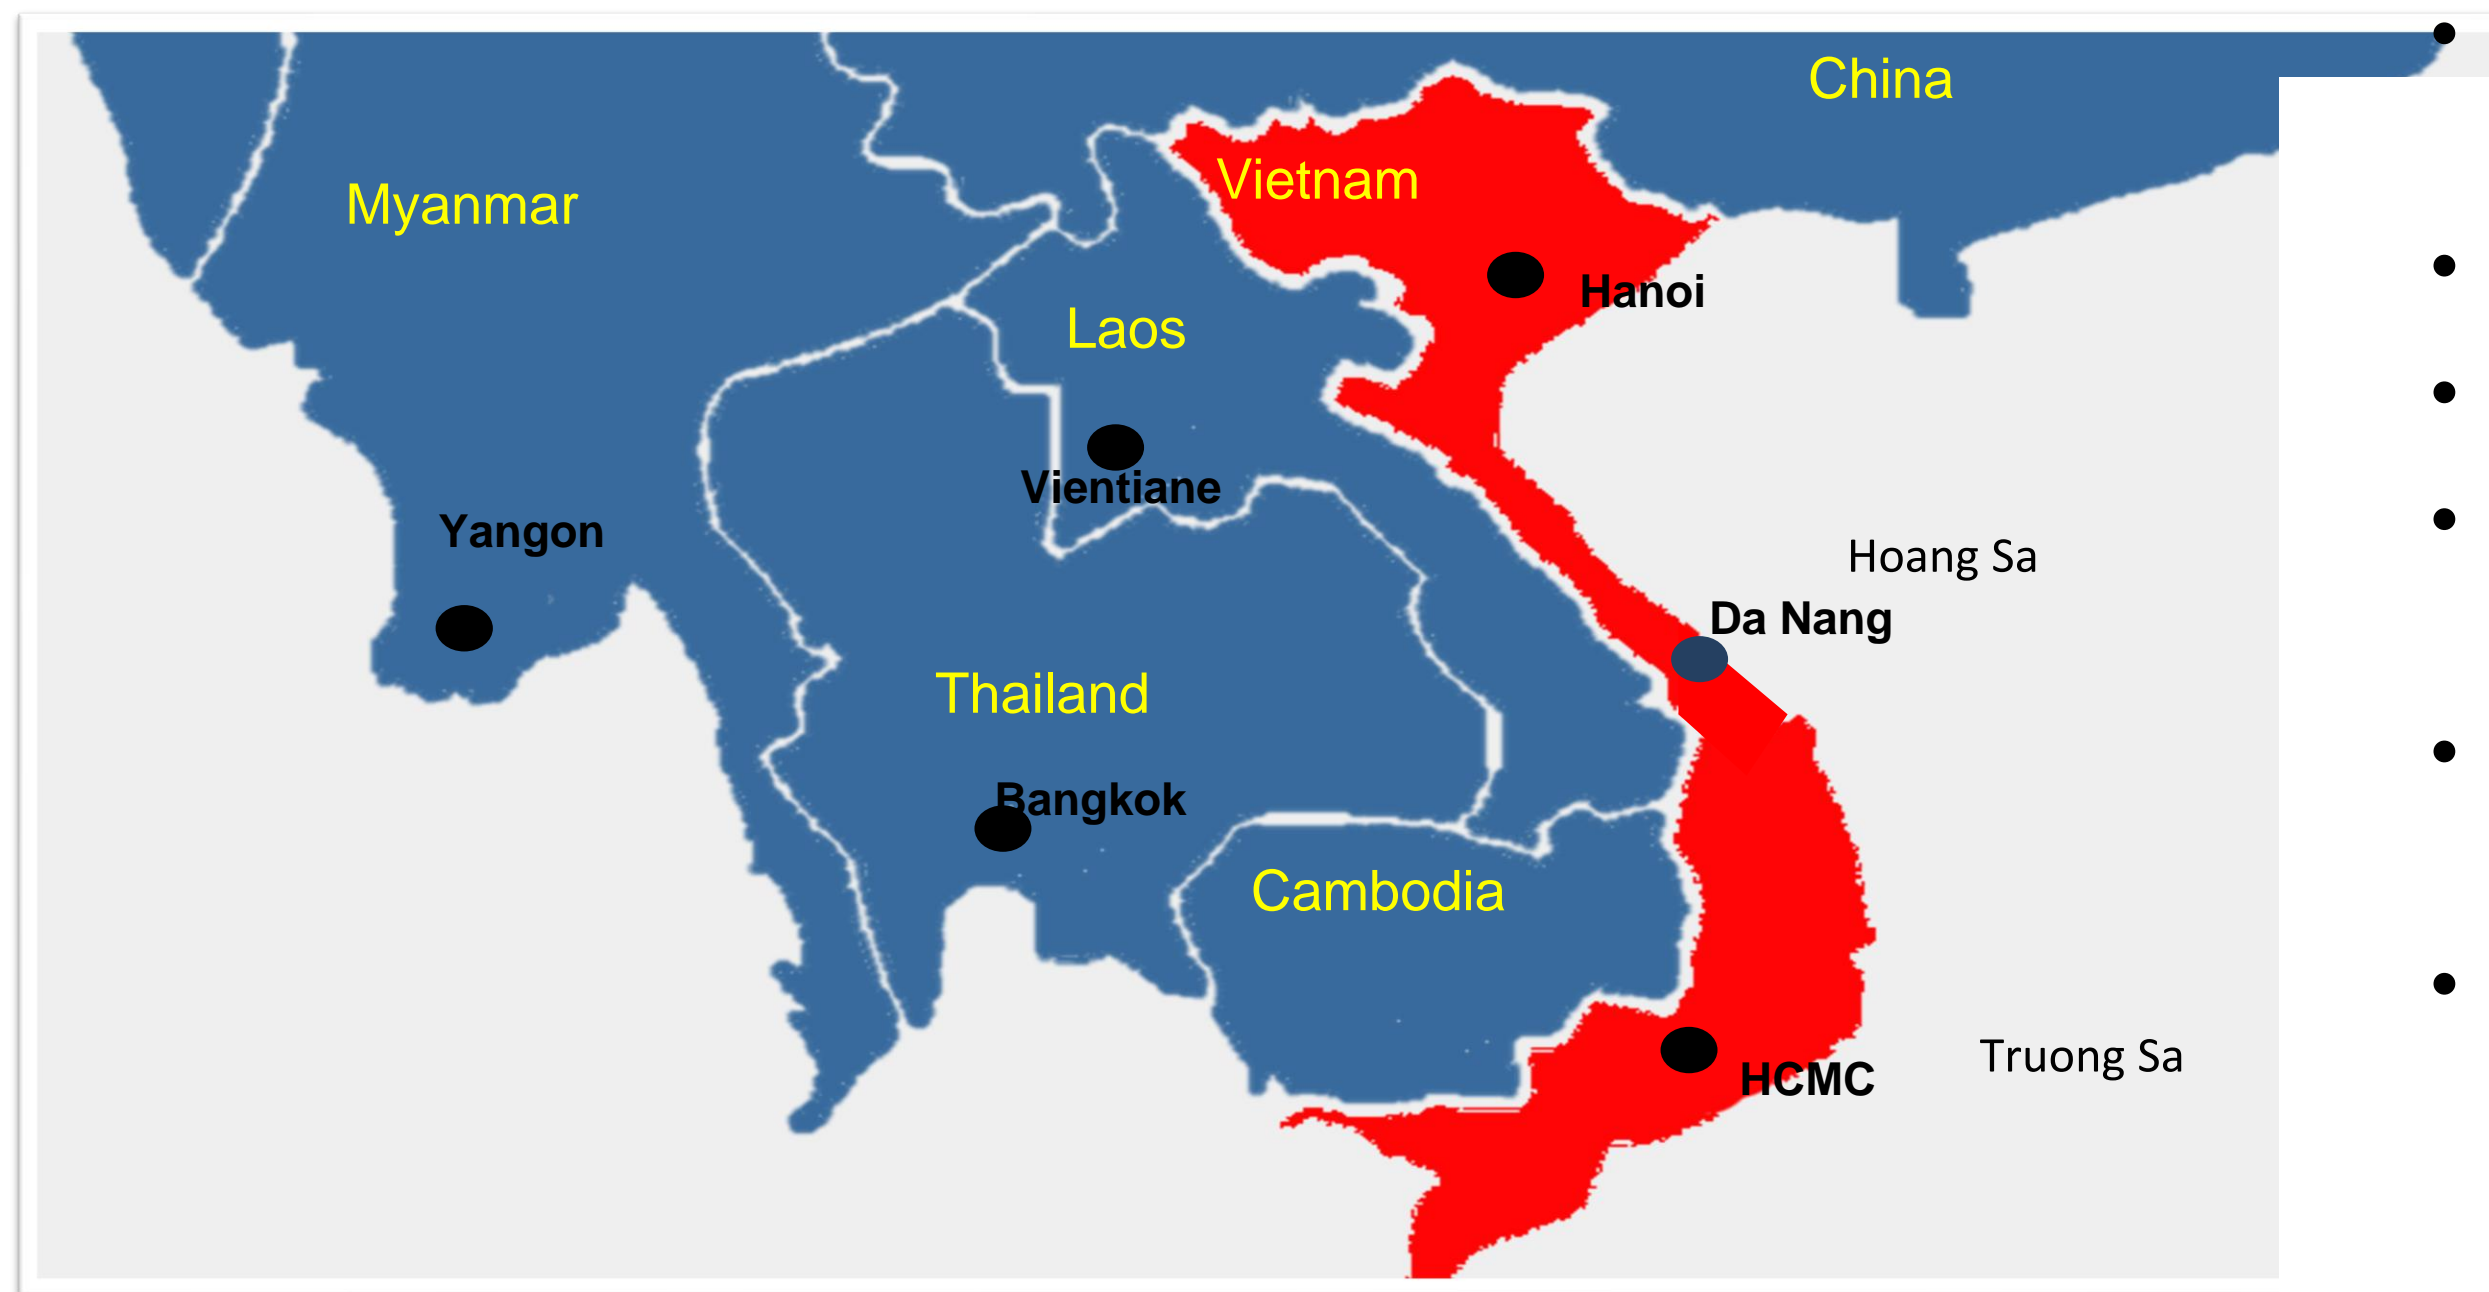 China
Vietnam
Myanmar
Hanoi
Laos
Vientiane
Yangon
Hoang Sa
Da Nang
Thailand
Bangkok
Cambodia
Truong Sa
HCMC